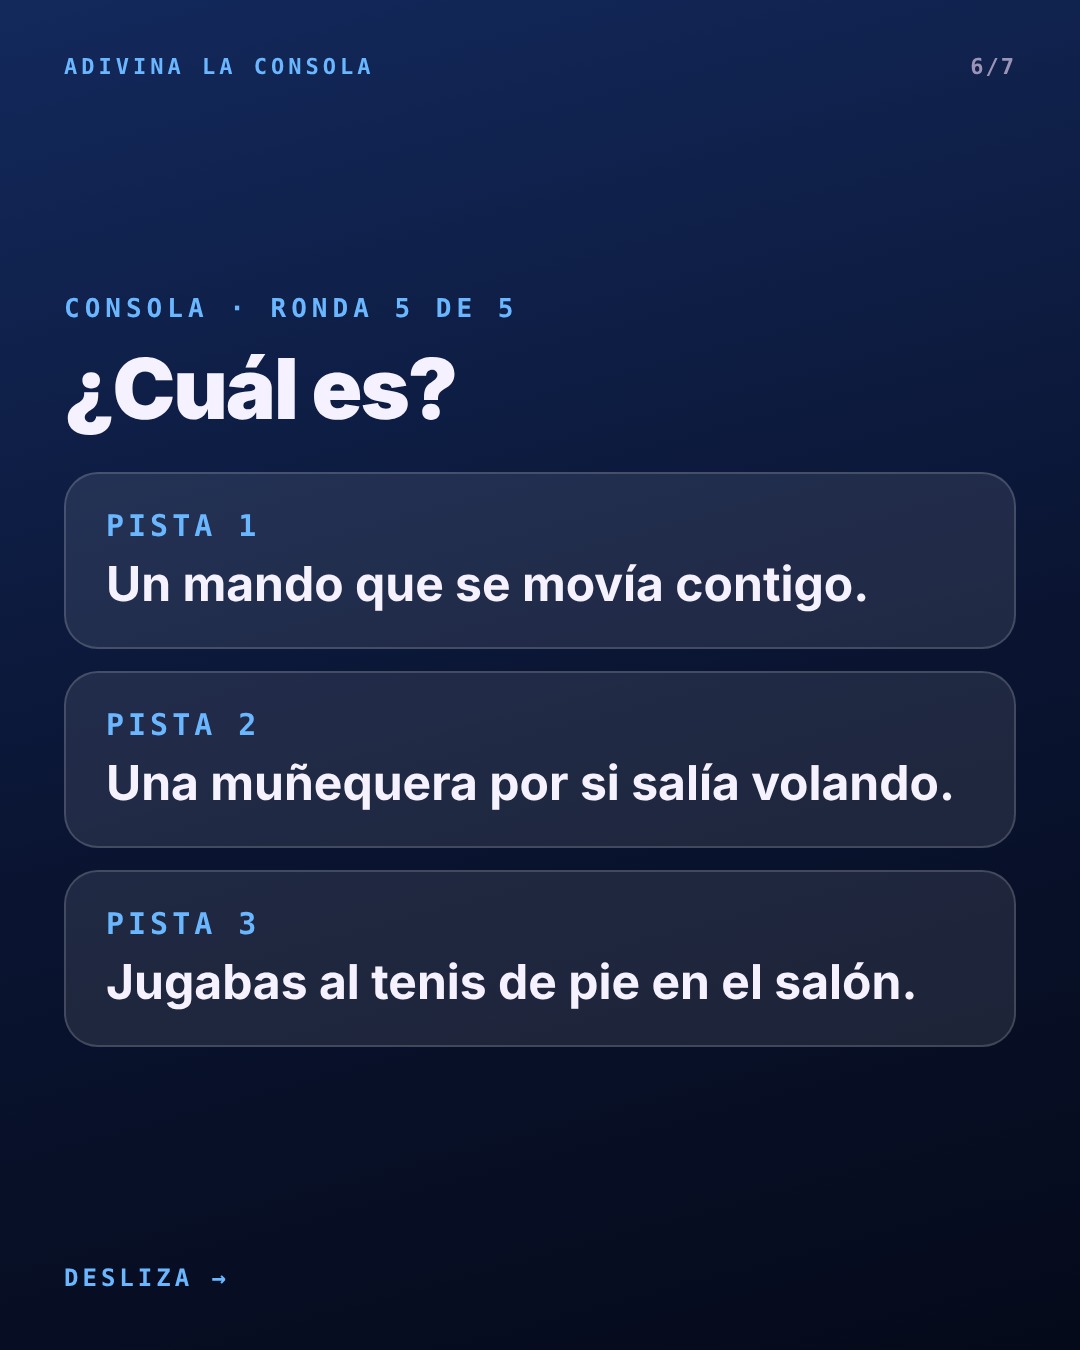 ADIVINA LA CONSOLA
6/7
CONSOLA · RONDA 5 DE 5
¿Cuál es?
PISTA 1
Un mando que se movía contigo.
PISTA 2
Una muñequera por si salía volando.
PISTA 3
Jugabas al tenis de pie en el salón.
DESLIZA →